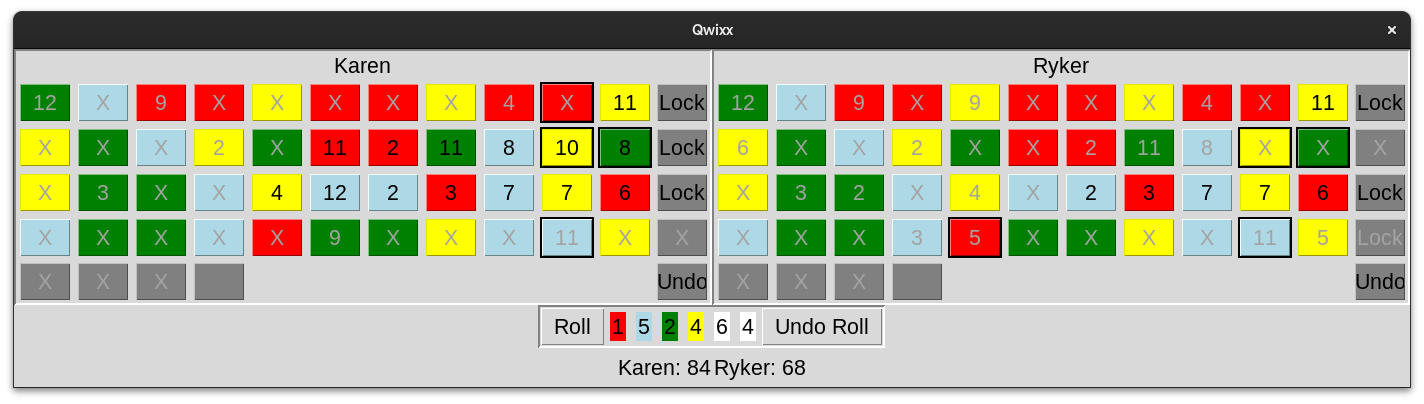 Qwixx ×
Karen Ryker
12 X 9 X X X X X 4 X 11 Lock 12 X 9 X 9 X X X 4 X 11 Lock
X X X 2 X 11 2 11 8 10 8 Lock 6 X X 2 X X 2 11 8 X X X
X 3 X X 4 12 2 3 7 7 6 Lock X 3 2 X 4 X 2 3 7 7 6 Lock
X X X X X 9 X X X 11 X X X X X 3 5 X X X X 11 5 Lock
X X X Undo X X X Undo
Roll 1 5 2 4 6 4 Undo Roll
Karen: 84 Ryker: 68